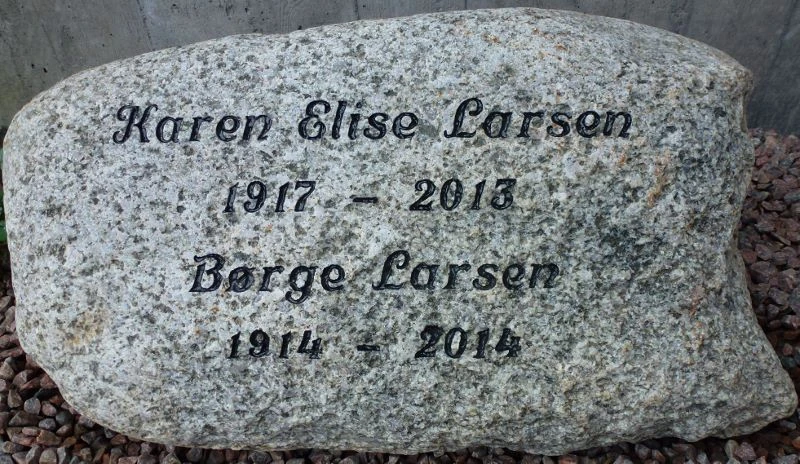 Karen Elise Larsen
1917 - 2013
Børge Larsen
1914 - 2014